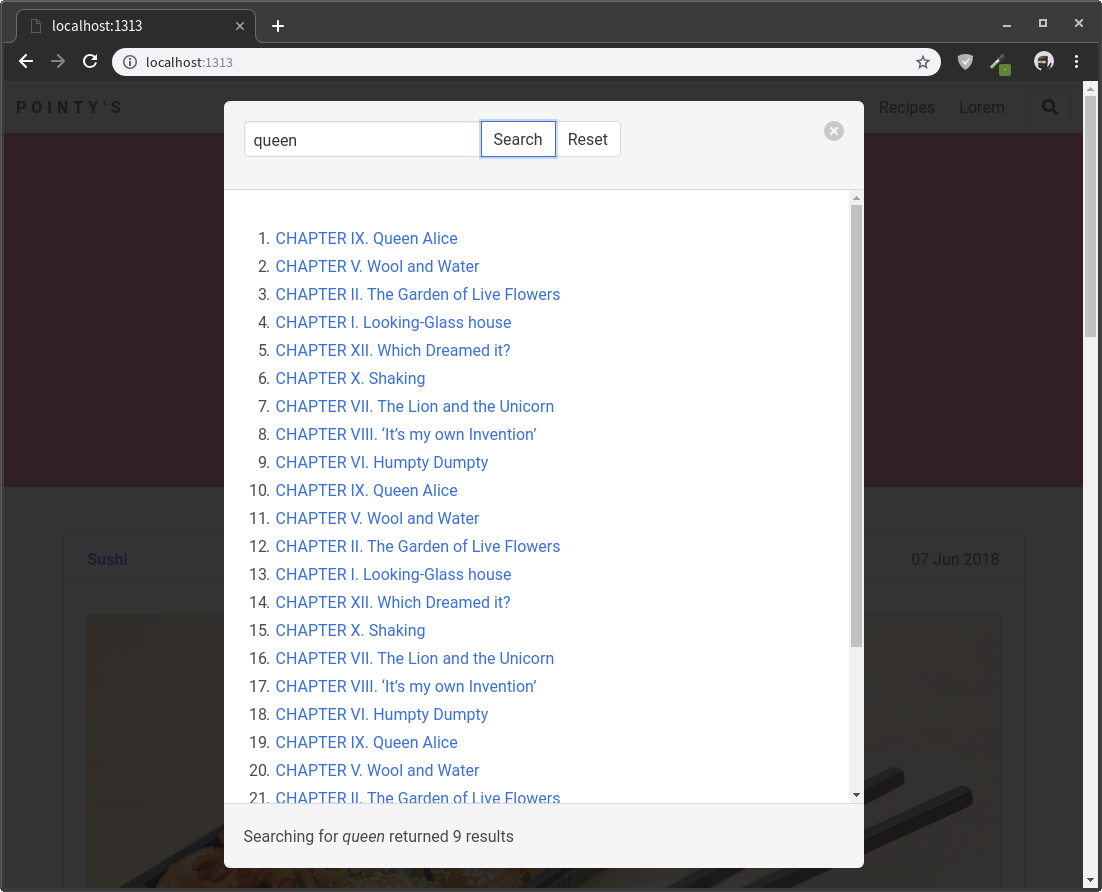 localhost:1313
localhost:1313
POINTY'S
Recipes Lorem
queen Search Reset
1. CHAPTER IX. Queen Alice
2. CHAPTER V. Wool and Water
3. CHAPTER II. The Garden of Live Flowers
4. CHAPTER I. Looking-Glass house
5. CHAPTER XII. Which Dreamed it?
6. CHAPTER X. Shaking
7. CHAPTER VII. The Lion and the Unicorn
8. CHAPTER VIII. ‘It’s my own Invention’
9. CHAPTER VI. Humpty Dumpty
10. CHAPTER IX. Queen Alice
11. CHAPTER V. Wool and Water
12. CHAPTER II. The Garden of Live Flowers
13. CHAPTER I. Looking-Glass house
14. CHAPTER XII. Which Dreamed it?
15. CHAPTER X. Shaking
16. CHAPTER VII. The Lion and the Unicorn
17. CHAPTER VIII. ‘It’s my own Invention’
18. CHAPTER VI. Humpty Dumpty
19. CHAPTER IX. Queen Alice
20. CHAPTER V. Wool and Water
21. CHAPTER II. The Garden of Live Flowers
Sushi
07 Jun 2018
Searching for queen returned 9 results